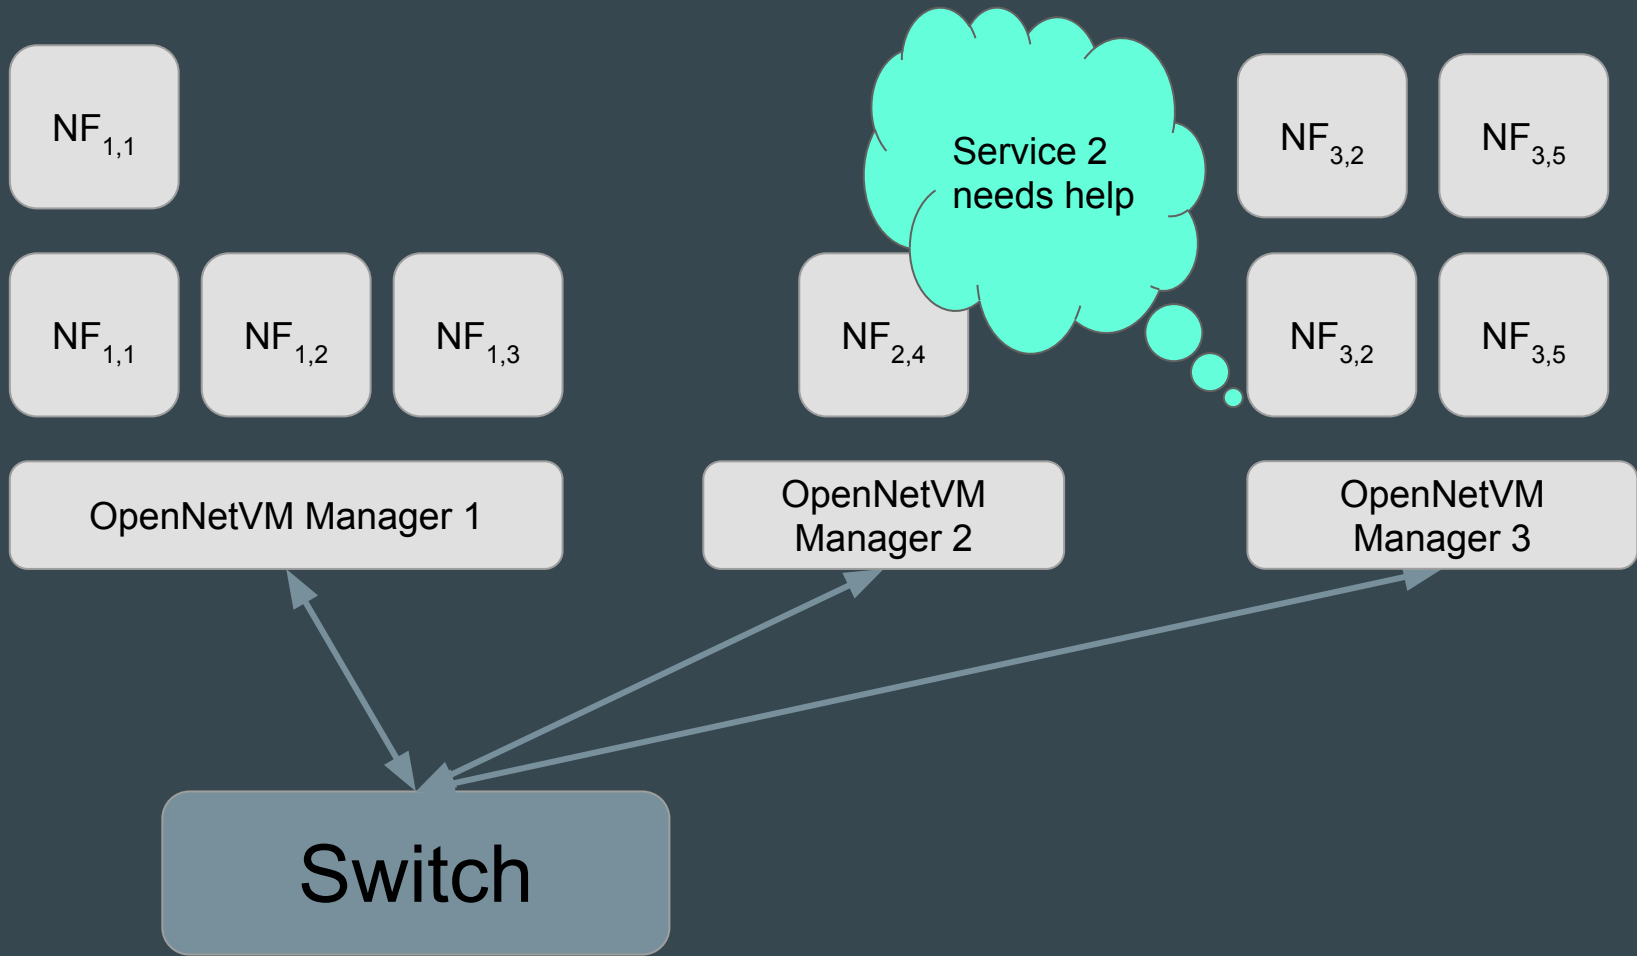 NF1,1
Service 2
needs help
NF3,2
NF3,5
NF1,1
NF1,2
NF1,3
NF2,4
NF3,2
NF3,5
OpenNetVM Manager 1
OpenNetVM
Manager 2
OpenNetVM
Manager 3
Switch